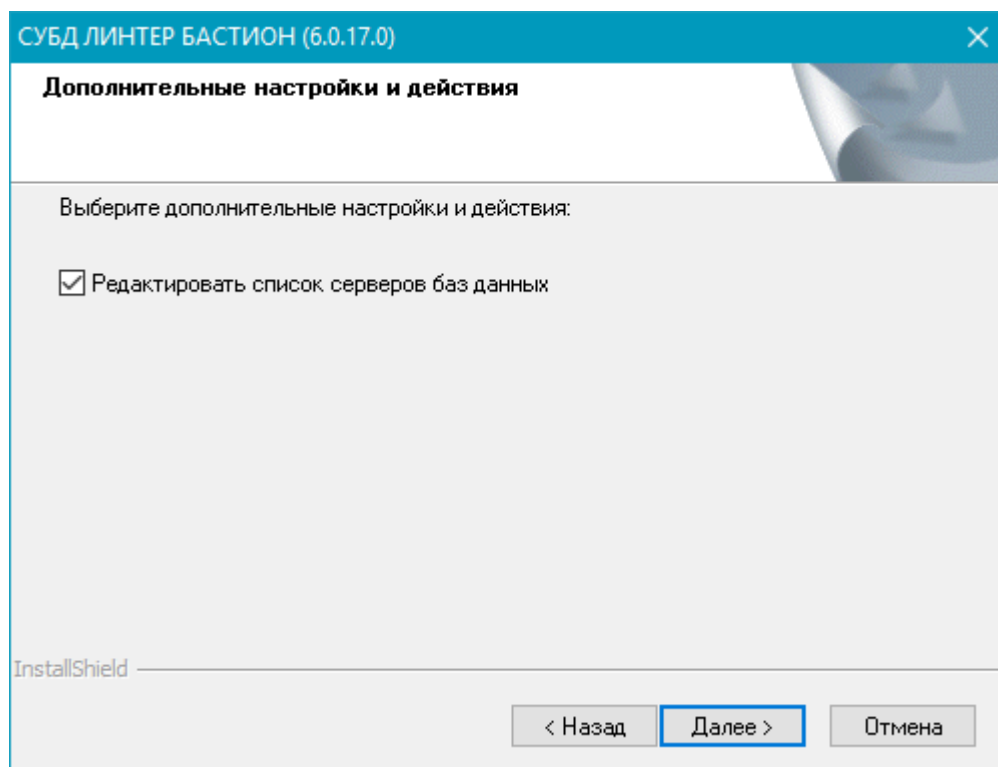 СУБД ЛИНТЕР БАСТИОН (6.0.17.0)
Дополнительные настройки и действия
Выберите дополнительные настройки и действия:
Редактировать список серверов баз данных
InstallShield
< Назад
Далее >
Отмена